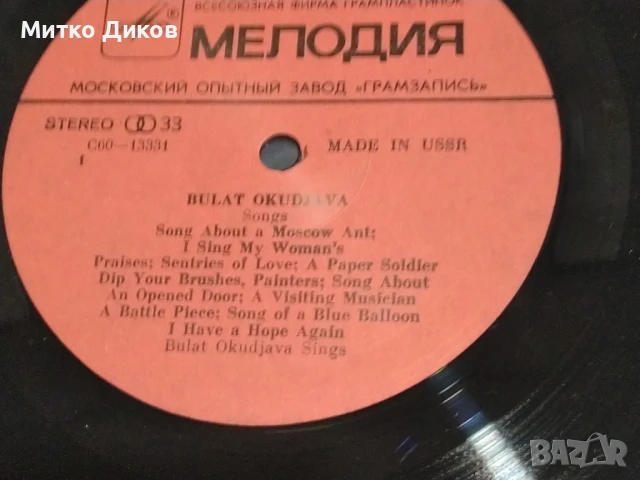 Митко Диков
ВСЕСОЮЗНАЯ ФИРМА ГРАМПЛАСТИНОК
®
МЕЛОДИЯ
МОСКОВСКИЙ ОПЫТНЫЙ ЗАВОД «ГРАМЗАПИСЬ»
STEREO 33
C60—13331
1
MADE IN USSR
BULAT OKUDJAVA
Songs
Song About a Moscow Ant;
I Sing My Woman's
Praises; Sentries of Love; A Paper Soldier
Dip Your Brushes, Painters; Song About
An Opened Door; A Visiting Musician
A Battle Piece; Song of a Blue Balloon
I Have a Hope Again
Bulat Okudjava Sings
BAZAR